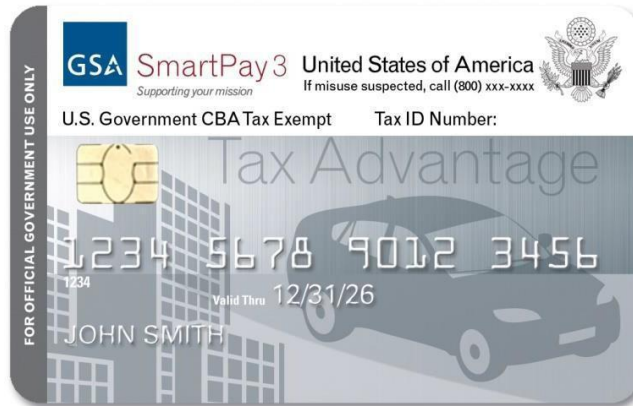 FOR OFFICIAL GOVERNMENT USE ONLY
GSA SmartPay 3
Supporting your mission
United States of America
If misuse suspected, call (800) xxx-xxxx
U.S. Government CBA Tax Exempt Tax ID Number:
Tax Advantage
1234 5678 9012 3456
1234
Valid Thru 12/31/26
JOHN SMITH